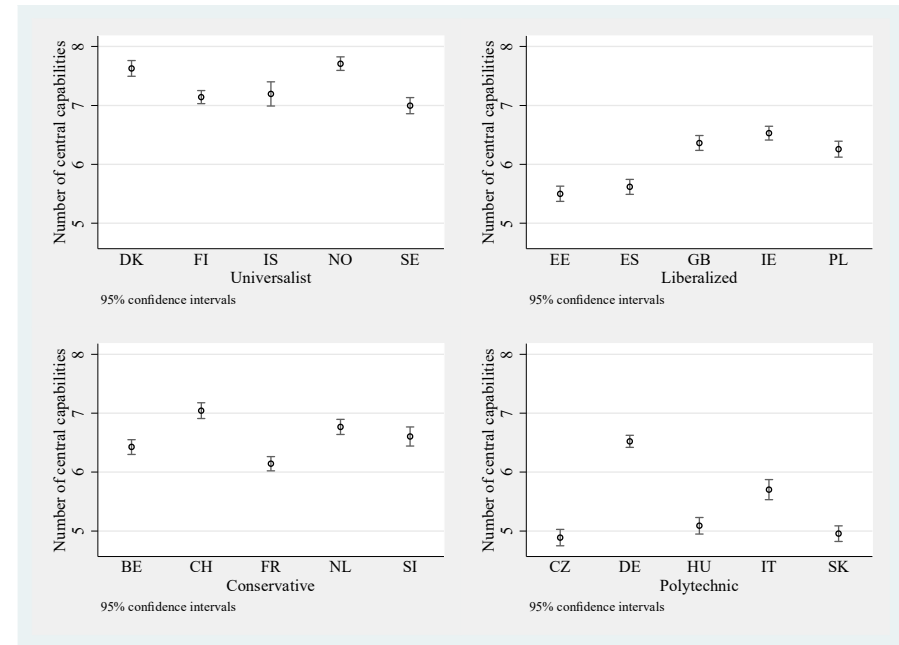 Number of central capabilities
8
7
6
5
DK FI IS NO SE
Universalist
95% confidence intervals
Number of central capabilities
8
7
6
5
EE ES GB IE PL
Liberalized
95% confidence intervals
Number of central capabilities
8
7
6
5
BE CH FR NL SI
Conservative
95% confidence intervals
Number of central capabilities
8
7
6
5
CZ DE HU IT SK
Polytechnic
95% confidence intervals